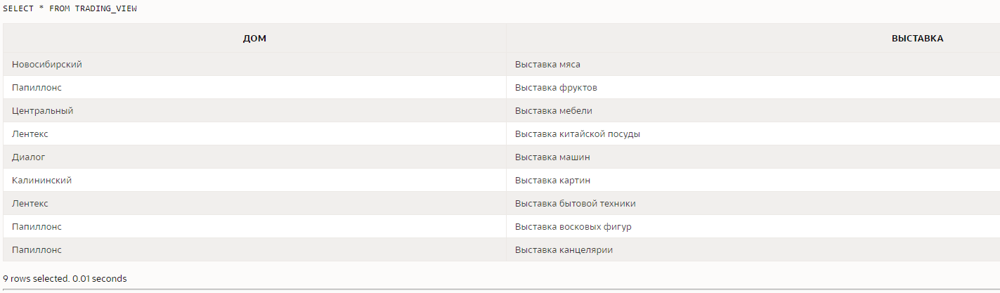 SELECT * FROM TRADING_VIEW
ДОМ ВЫСТАВКА
Новосибирский Выставка мяса
Папиллонс Выставка фруктов
Центральный Выставка мебели
Лентекс Выставка китайской посуды
Диалог Выставка машин
Калининский Выставка картин
Лентекс Выставка бытовой техники
Папиллонс Выставка восковых фигур
Папиллонс Выставка канцелярии
9 rows selected. 0.01 seconds